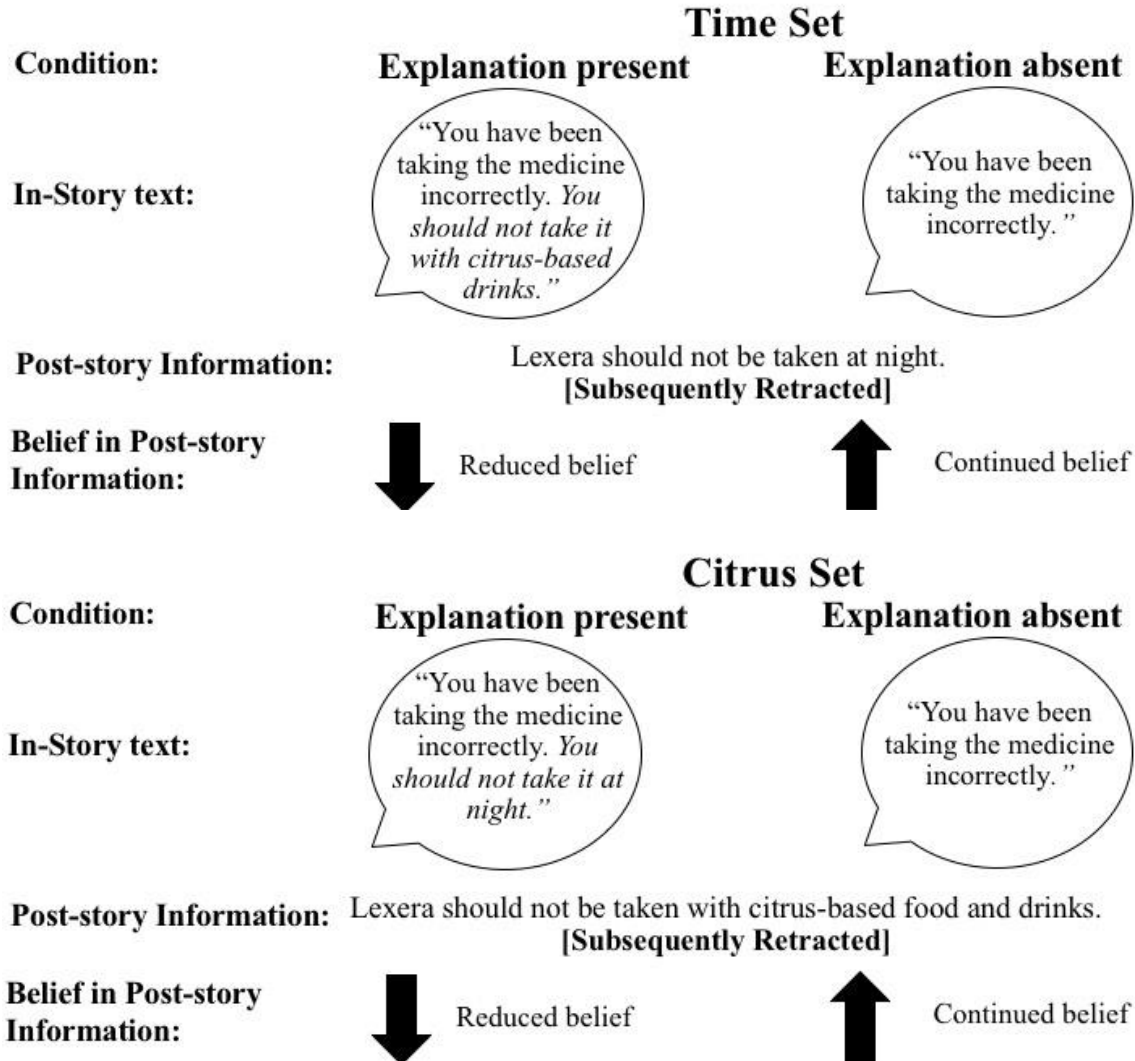 Time Set
Condition:
Explanation present
Explanation absent
In-Story text:
“You have been
taking the medicine
incorrectly. You
should not take it
with citrus-based
drinks.”
“You have been
taking the medicine
incorrectly. ”
Post-story Information:
Lexera should not be taken at night.
[Subsequently Retracted]
Belief in Post-story
Information:
Reduced belief
Continued belief
Citrus Set
Condition:
Explanation present
Explanation absent
In-Story text:
“You have been
taking the medicine
incorrectly. You
should not take it at
night.”
“You have been
taking the medicine
incorrectly. ”
Post-story Information:
Lexera should not be taken with citrus-based food and drinks.
[Subsequently Retracted]
Belief in Post-story
Information:
Reduced belief
Continued belief